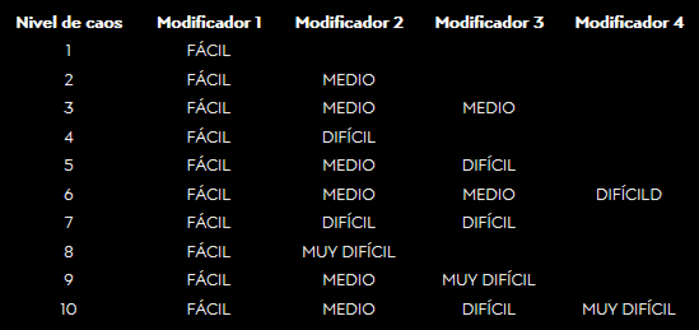 Nivel de caos Modificador 1 Modificador 2 Modificador 3 Modificador 4
1 FÁCIL
2 FÁCIL MEDIO
3 FÁCIL MEDIO MEDIO
4 FÁCIL DIFÍCIL
5 FÁCIL MEDIO DIFÍCIL
6 FÁCIL MEDIO MEDIO DIFÍCILD
7 FÁCIL DIFÍCIL DIFÍCIL
8 FÁCIL MUY DIFÍCIL
9 FÁCIL MEDIO MUY DIFÍCIL
10 FÁCIL MEDIO DIFÍCIL MUY DIFÍCIL